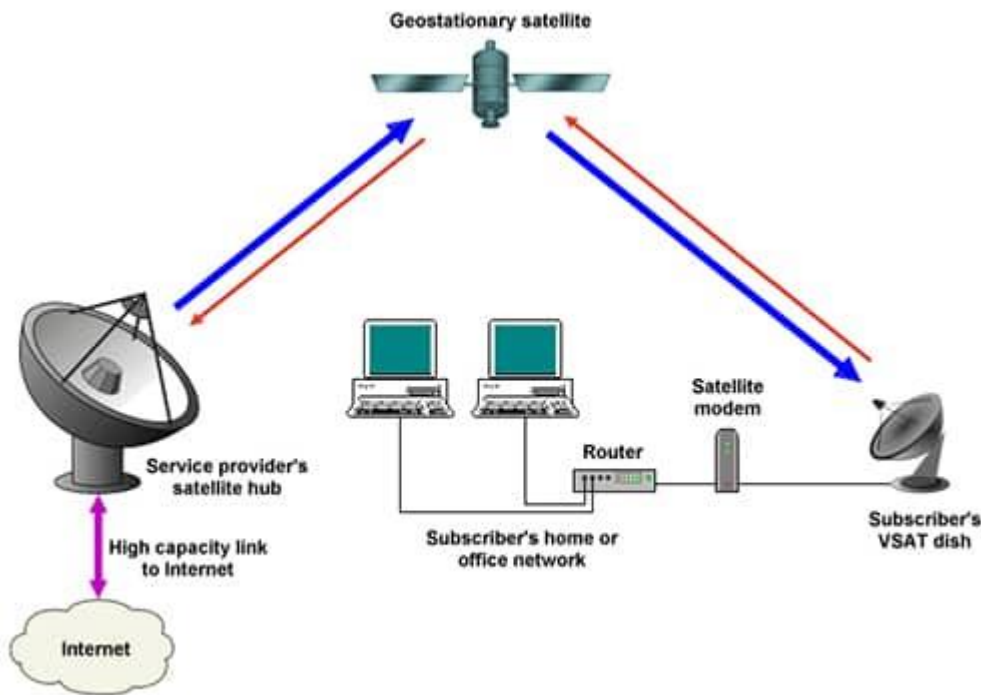 Geostationary satellite
Satellite
modem
Router
Service provider's
satellite hub
Subscriber's home or
office network
Subscriber's
VSAT dish
High capacity link
to Internet
Internet